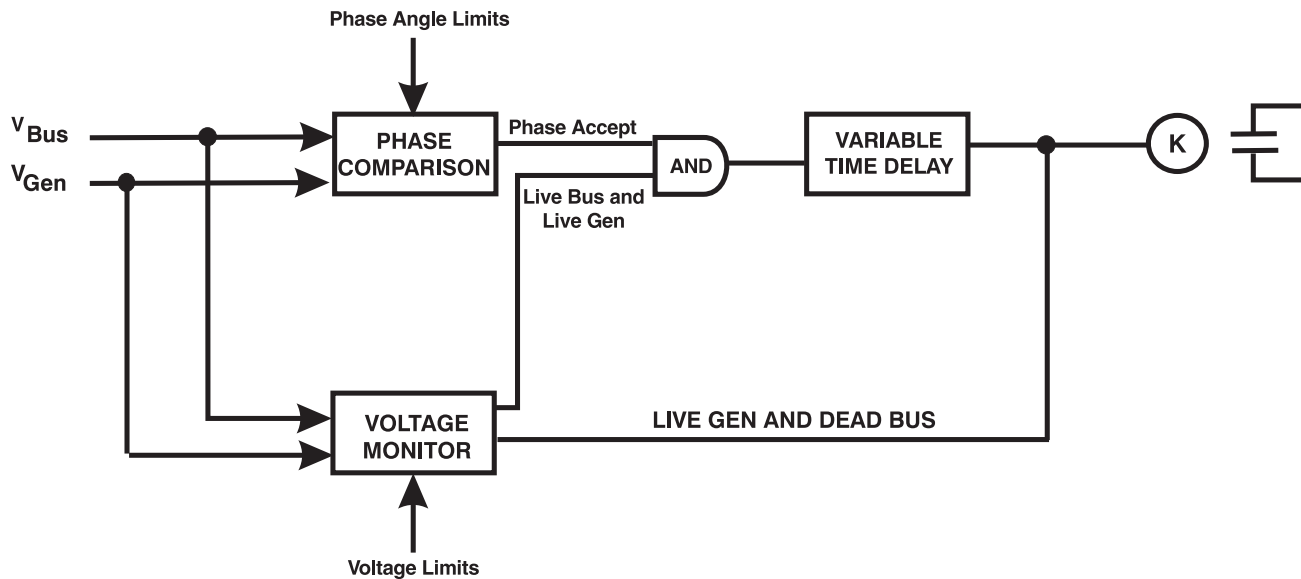 Phase Angle Limits
V Bus
VGen
PHASE
COMPARISON
Phase Accept
AND
Live Bus and
Live Gen
VARIABLE
TIME DELAY
K
VOLTAGE
MONITOR
LIVE GEN AND DEAD BUS
Voltage Limits